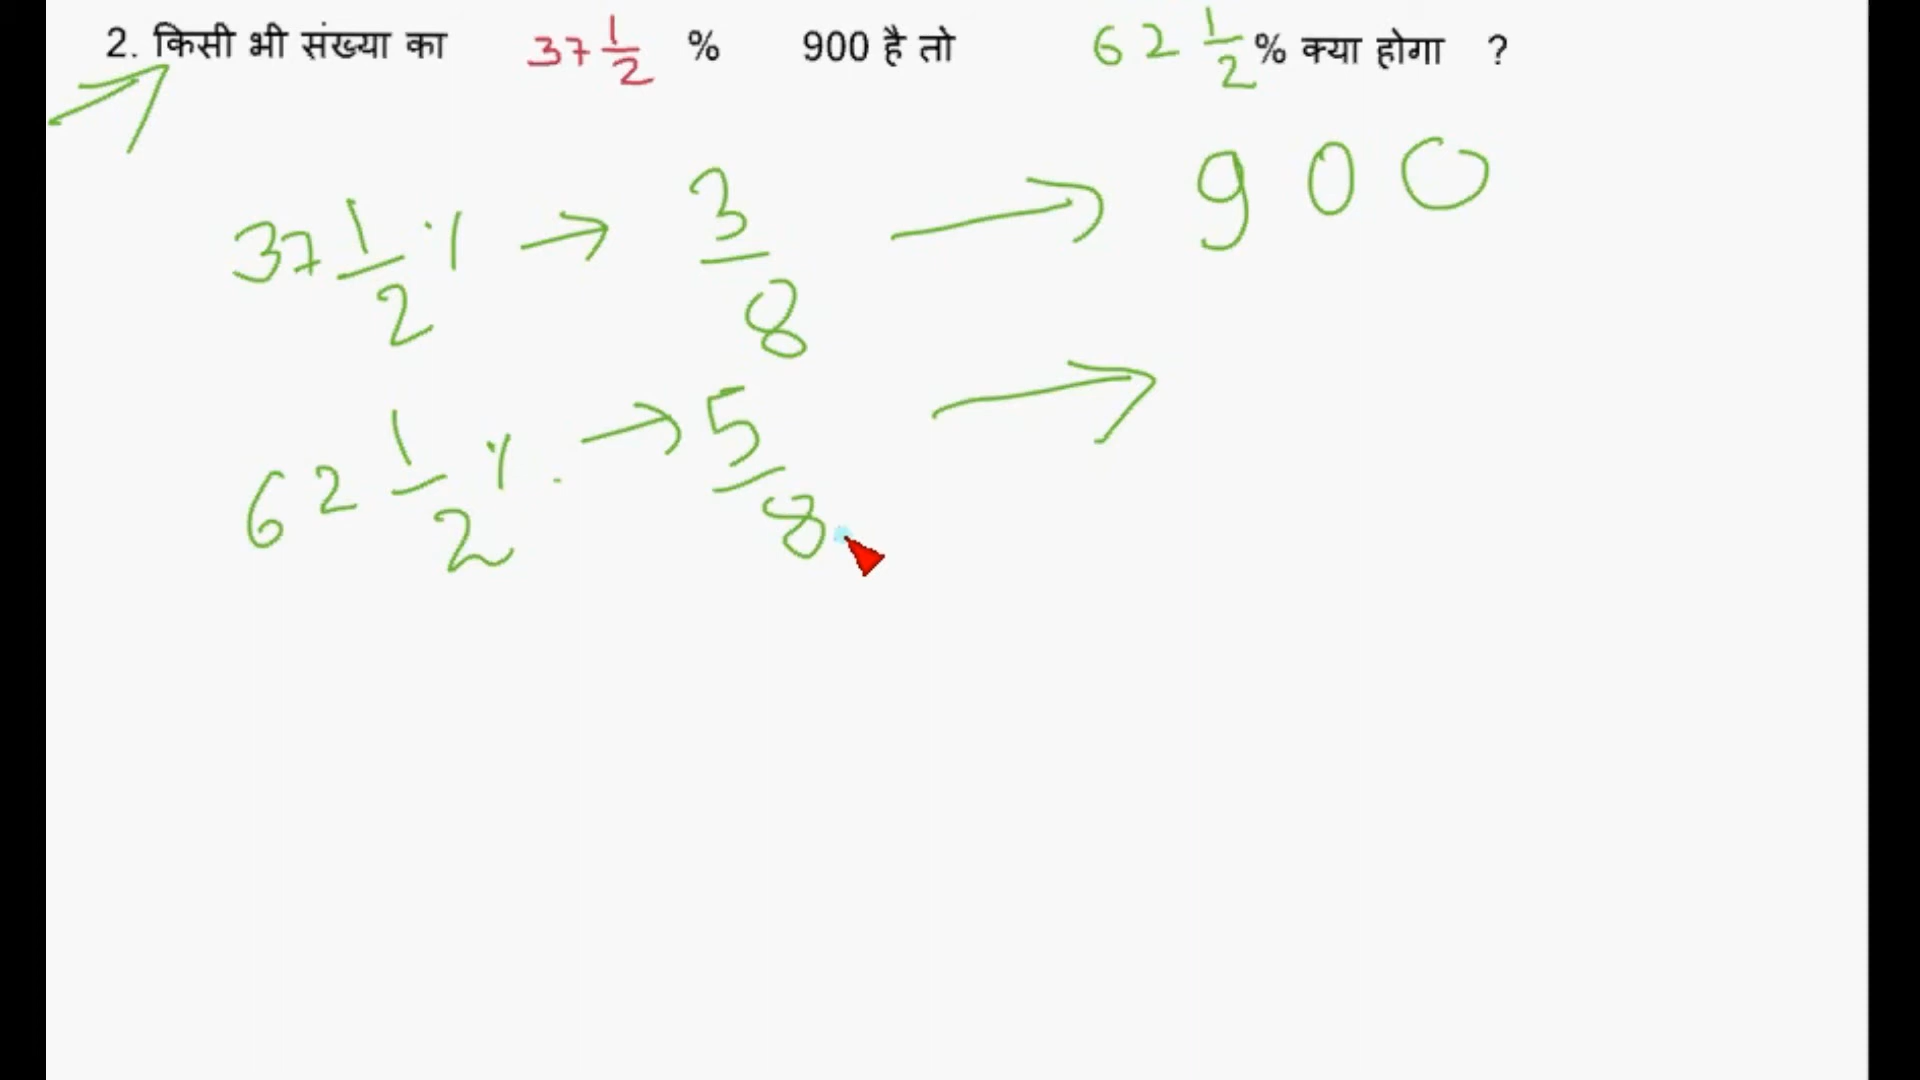 2. किसी भी संख्या का 37 1/2 % 900 है तो 62 1/2 % क्या होगा ?
37 1/2 % → 3/8 → 900
62 1/2 % → 5/8 →